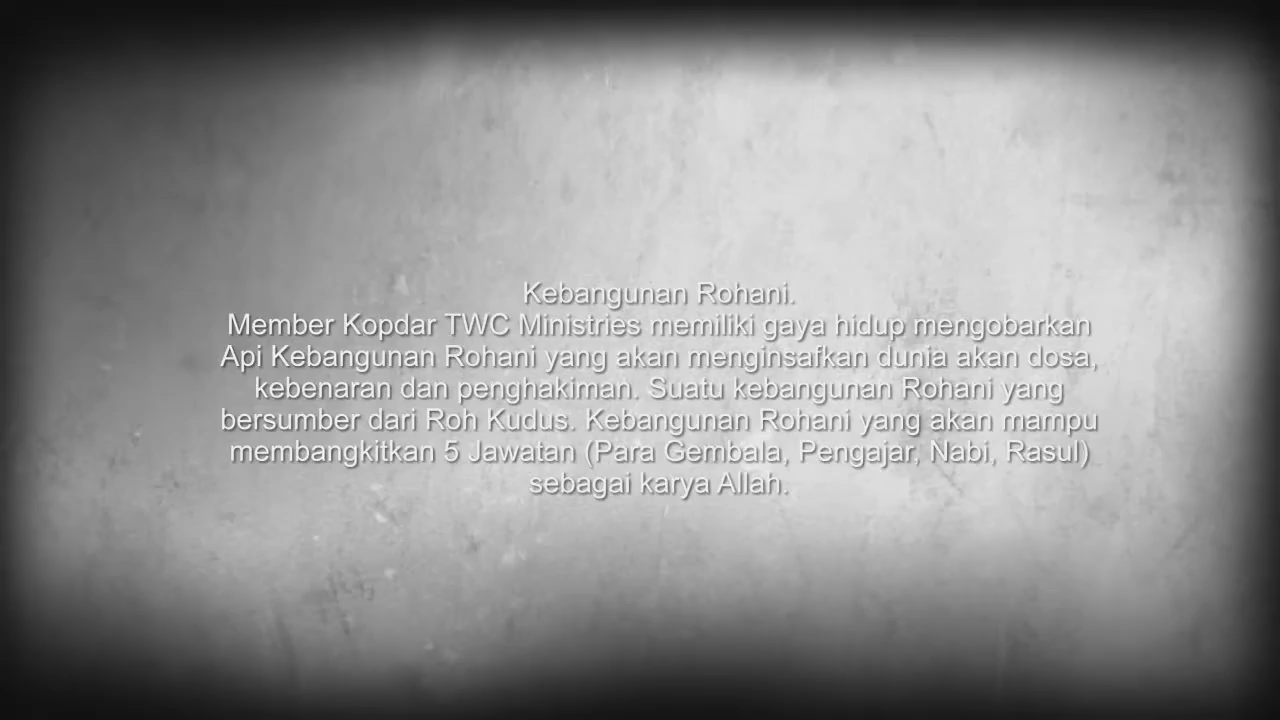 Kebangunan Rohani.
Member Kopdar TWC Ministries memiliki gaya hidup mengobarkan
Api Kebangunan Rohani yang akan menginsafkan dunia akan dosa,
kebenaran dan penghakiman. Suatu kebangunan Rohani yang
bersumber dari Roh Kudus. Kebangunan Rohani yang akan mampu
membangkitkan 5 Jawatan (Para Gembala, Pengajar, Nabi, Rasul)
sebagai karya Allah.